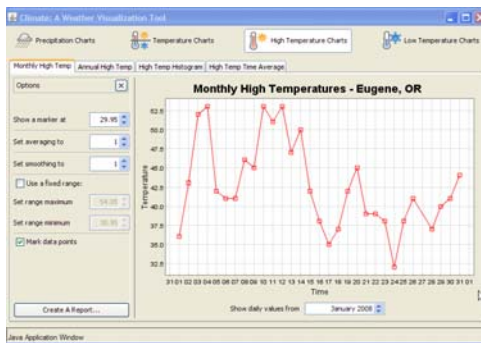 Climate: A Weather Visualization Tool
Precipitation Charts
Temperature Charts
High Temperature Charts
Low Temperature Charts
Monthly High Temp
Annual High Temp
High Temp Histogram
High Temp Time Average
Options
Show a marker at 29.95
Set averaging to 1
Set smoothing to 1
Use a fixed range:
Set range maximum
Set range minimum
Mark data points
Create A Report...
Monthly High Temperatures - Eugene, OR
Temperature
52.5
50.0
47.5
45.0
42.5
40.0
37.5
35.0
32.5
31 01 02 03 04 05 06 07 08 09 10 11 12 13 14 15 16 17 18 19 20 21 22 23 24 25 26 27 28 29 30 31 01
Time
Show daily values from January 2008
Java Application Window